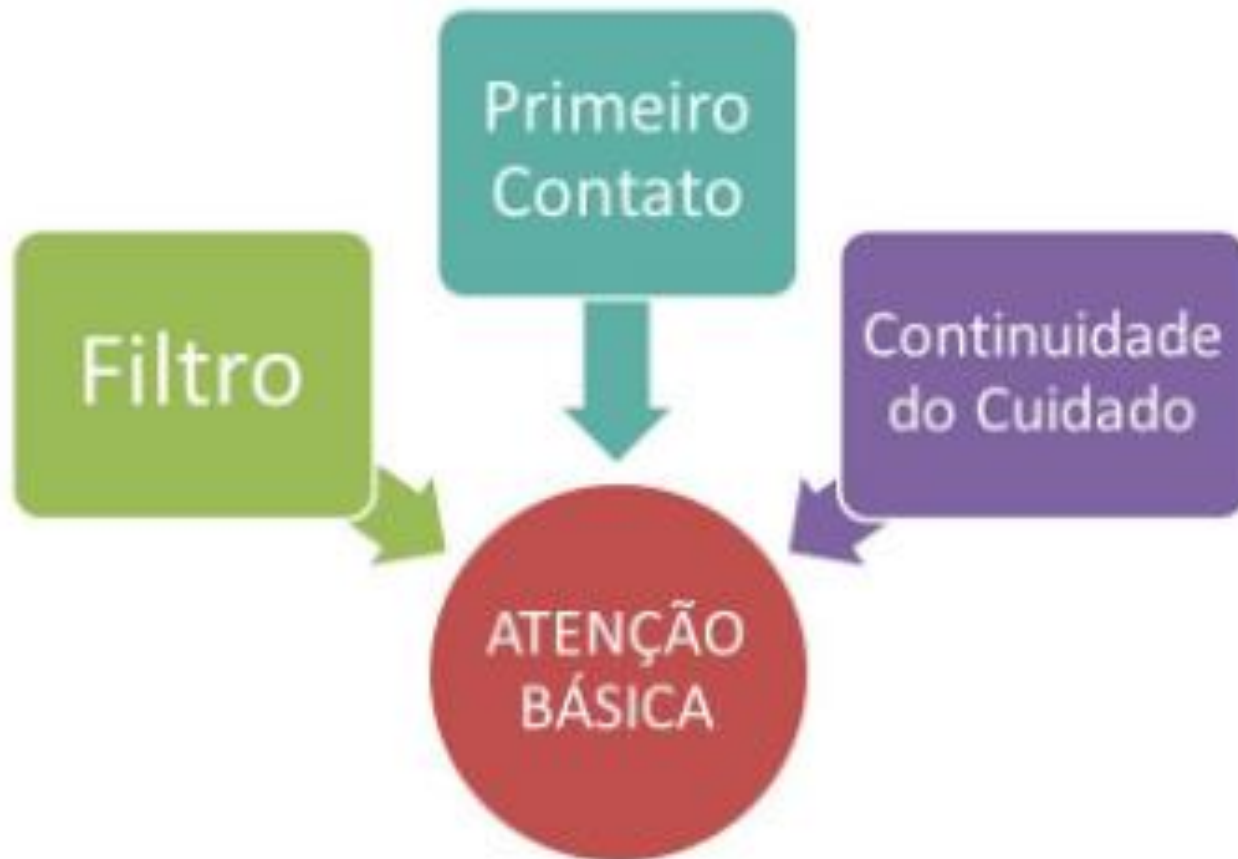 Primeiro
Contato
Filtro
Continuidade
do Cuidado
ATENÇÃO
BÁSICA